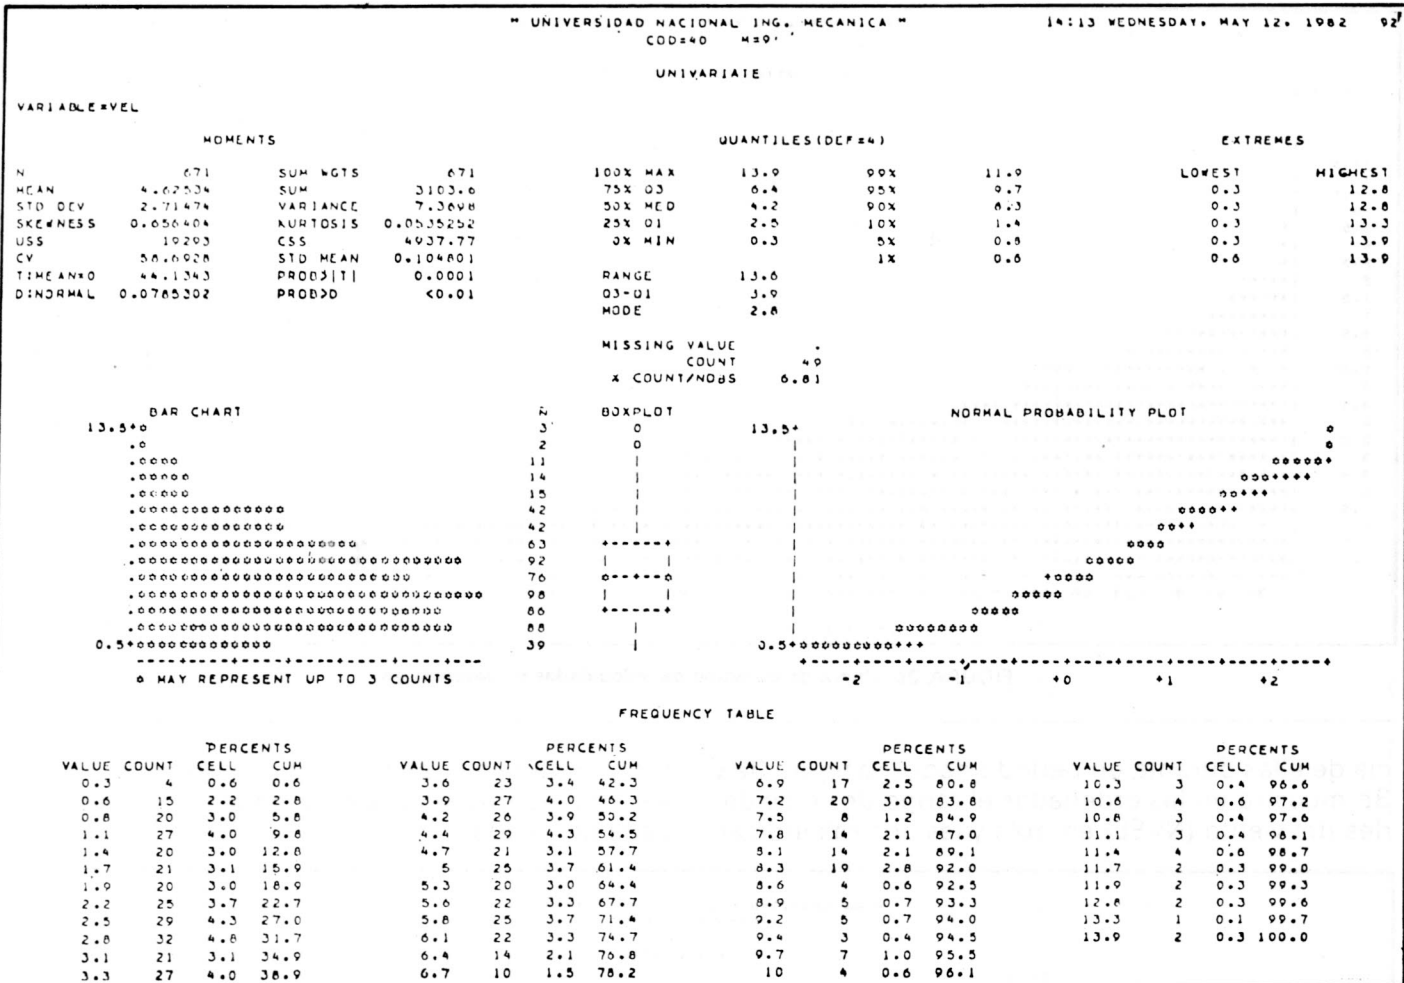 " UNIVERSIDAD NACIONAL ING. MECANICA " 14:13 WEDNESDAY, MAY 12, 1982 92
COD=40 M=9
UNIVARIATE
VARIABLE=VEL
MOMENTS QUANTILES(DEF=4) EXTREMES
N 671 SUM WGTS 671 100% MAX 13.9 99% 11.9 LOWEST HIGHEST
MEAN 4.62534 SUM 3103.6 75% Q3 6.4 95% 9.7 0.3 12.8
STD DEV 2.71474 VARIANCE 7.3698 50% MED 4.2 90% 8.3 0.3 12.8
SKEWNESS 0.656404 KURTOSIS 0.0535252 25% Q1 2.5 10% 1.4 0.3 13.3
USS 19293 CSS 4937.77 0% MIN 0.3 5% 0.8 0.3 13.9
CV 58.6928 STD MEAN 0.104801 1% 0.6 0.6 13.9
T:MEAN=0 44.1343 PROB>|T| 0.0001 RANGE 13.6
D:NORMAL 0.0785302 PROB>D <0.01 Q3-Q1 3.9
MODE 2.8
MISSING VALUE .
COUNT 49
% COUNT/NOBS 6.81
BAR CHART N BOXPLOT NORMAL PROBABILITY PLOT
13.5 3 13.5
2
11
14
15
42
42
63
92
76
98
86
88
0.5 39 0.5
* MAY REPRESENT UP TO 3 COUNTS -2 -1 +0 +1 +2
FREQUENCY TABLE
PERCENTS PERCENTS PERCENTS PERCENTS
VALUE COUNT CELL CUM VALUE COUNT CELL CUM VALUE COUNT CELL CUM VALUE COUNT CELL CUM
0.3 4 0.6 0.6 3.6 23 3.4 42.3 6.9 17 2.5 80.8 10.3 3 0.4 96.6
0.6 15 2.2 2.8 3.9 27 4.0 46.3 7.2 20 3.0 83.8 10.6 4 0.6 97.2
0.8 20 3.0 5.8 4.2 26 3.9 50.2 7.5 8 1.2 84.9 10.8 3 0.4 97.6
1.1 27 4.0 9.8 4.4 29 4.3 54.5 7.8 14 2.1 87.0 11.1 3 0.4 98.1
1.4 20 3.0 12.8 4.7 21 3.1 57.7 8.1 14 2.1 89.1 11.4 4 0.6 98.7
1.7 21 3.1 15.9 5 25 3.7 61.4 8.3 19 2.8 92.0 11.7 2 0.3 99.0
1.9 20 3.0 18.9 5.3 20 3.0 64.4 8.6 4 0.6 92.5 11.9 2 0.3 99.3
2.2 25 3.7 22.7 5.6 22 3.3 67.7 8.9 5 0.7 93.3 12.8 2 0.3 99.6
2.5 29 4.3 27.0 5.8 25 3.7 71.4 9.2 5 0.7 94.0 13.3 1 0.1 99.7
2.8 32 4.8 31.7 6.1 22 3.3 74.7 9.4 3 0.4 94.5 13.9 2 0.3 100.0
3.1 21 3.1 34.9 6.4 14 2.1 76.8 9.7 7 1.0 95.5
3.3 27 4.0 38.9 6.7 10 1.5 78.2 10 4 0.6 96.1